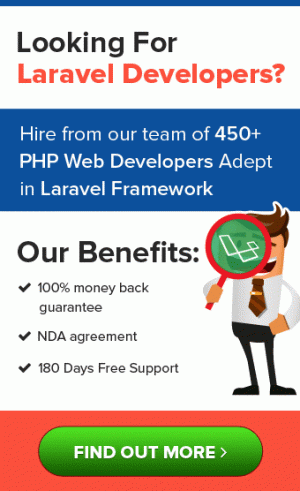 Looking For
Laravel Developers?
Hire from our team of 450+
PHP Web Developers Adept
in Laravel Framework
Our Benefits:
100% money back
guarantee
NDA agreement
180 Days Free Support
FIND OUT MORE >